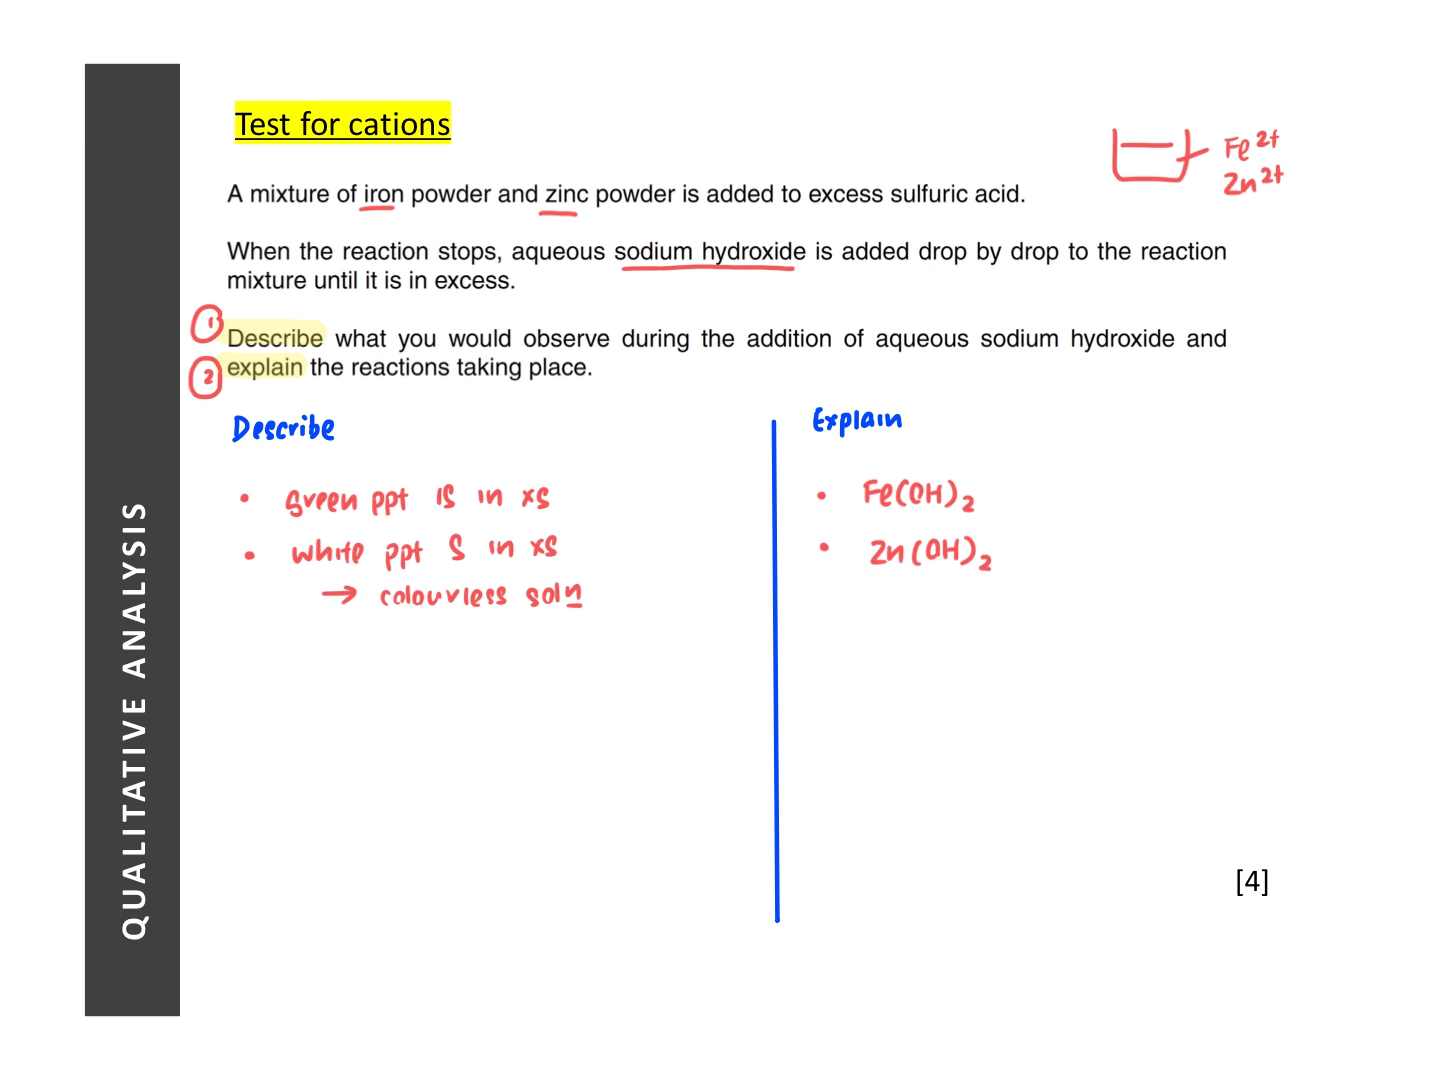 QUALITATIVE ANALYSIS
Test for cations
Fe2+
Zn2+
A mixture of iron powder and zinc powder is added to excess sulfuric acid.
When the reaction stops, aqueous sodium hydroxide is added drop by drop to the reaction
mixture until it is in excess.
1
Describe what you would observe during the addition of aqueous sodium hydroxide and
2
explain the reactions taking place.
Describe
Explain
• green ppt IS in xs
• Fe(OH)2
• white ppt S in xs
• Zn(OH)2
→ colourless soln
[4]